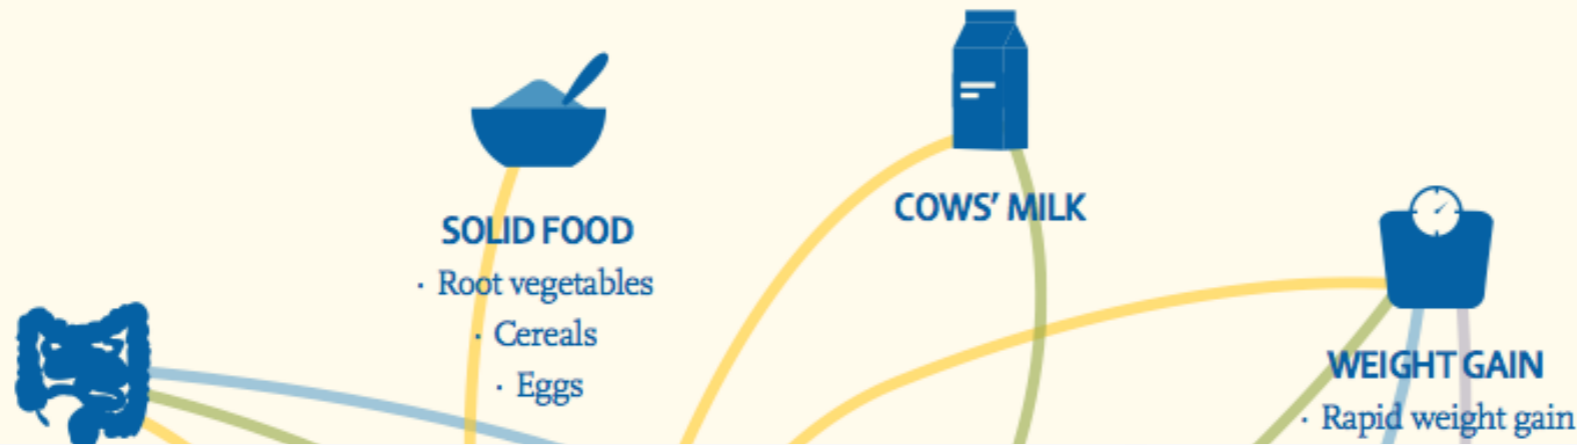 SOLID FOOD
· Root vegetables
· Cereals
· Eggs
COWS’ MILK
WEIGHT GAIN
· Rapid weight gain